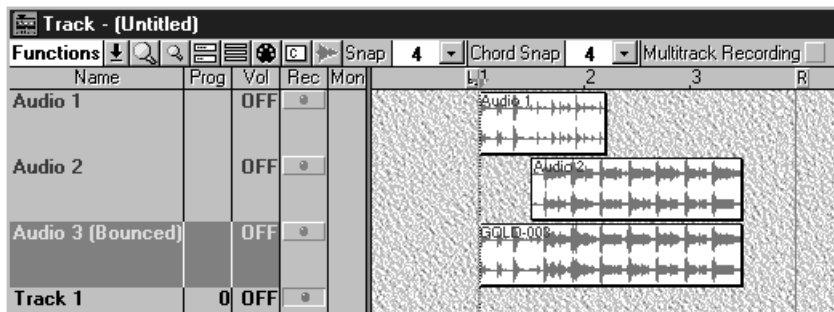 Track - (Untitled)
Functions Snap 4 Chord Snap 4 Multitrack Recording
Name Prog Vol Rec Mon L 1 2 3 R
Audio 1 OFF Audio 1
Audio 2 OFF Audio 2
Audio 3 (Bounced) OFF GOLD-003
Track 1 0 OFF